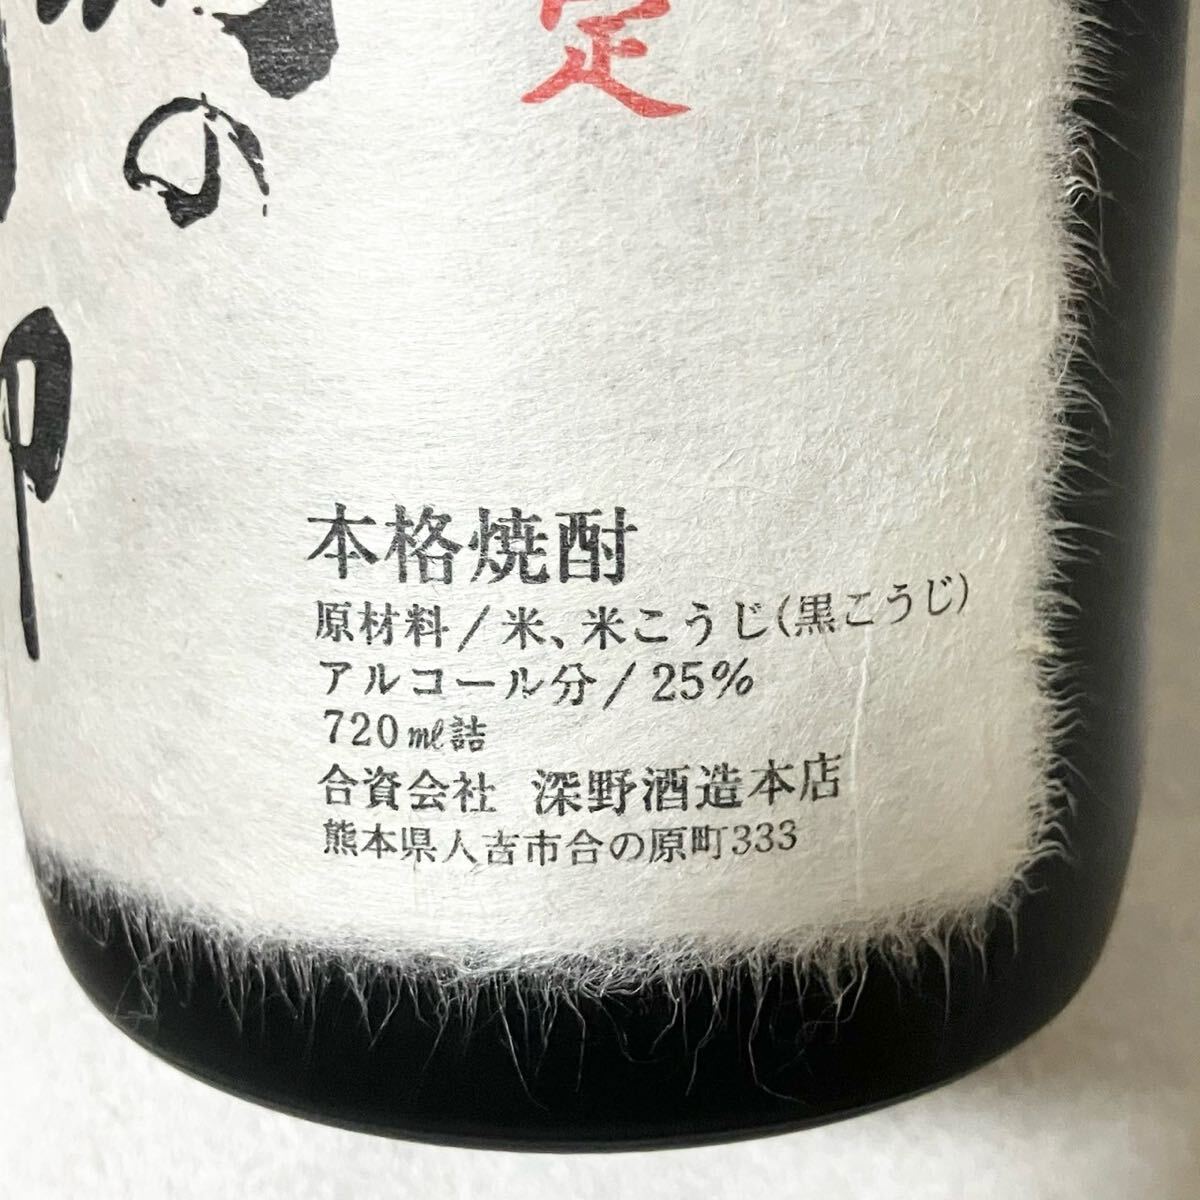 定
の
本格焼酎
原材料/米、米こうじ(黒こうじ)
アルコール分/25%
720㎖詰
合資会社 深野酒造本店
熊本県人吉市合の原町333